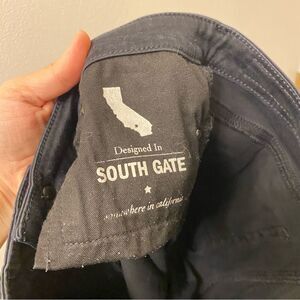 Designed In
SOUTH GATE
somewhere in california